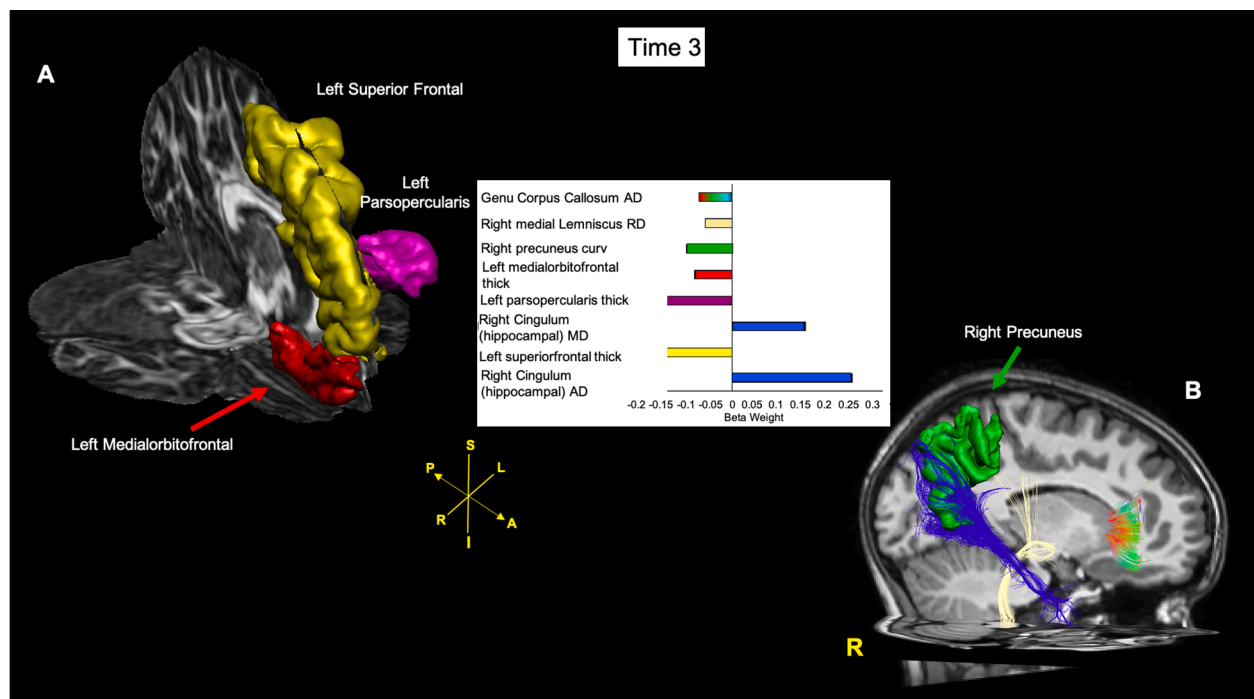 Time 3
A
Left Superior Frontal
Left
Parsopercularis
Left Medialorbitofrontal
Genu Corpus Callosum AD
Right medial Lemniscus RD
Right precuneus curv
Left medialorbitofrontal
thick
Left parsopercularis thick
Right Cingulum
(hippocampal) MD
Left superiorfrontal thick
Right Cingulum
(hippocampal) AD
-0.2 -0.15 -0.1 -0.05 0 0.1 0.15 0.2 0.25 0.3
Beta Weight
S
P L
R A
I
Right Precuneus
B
R